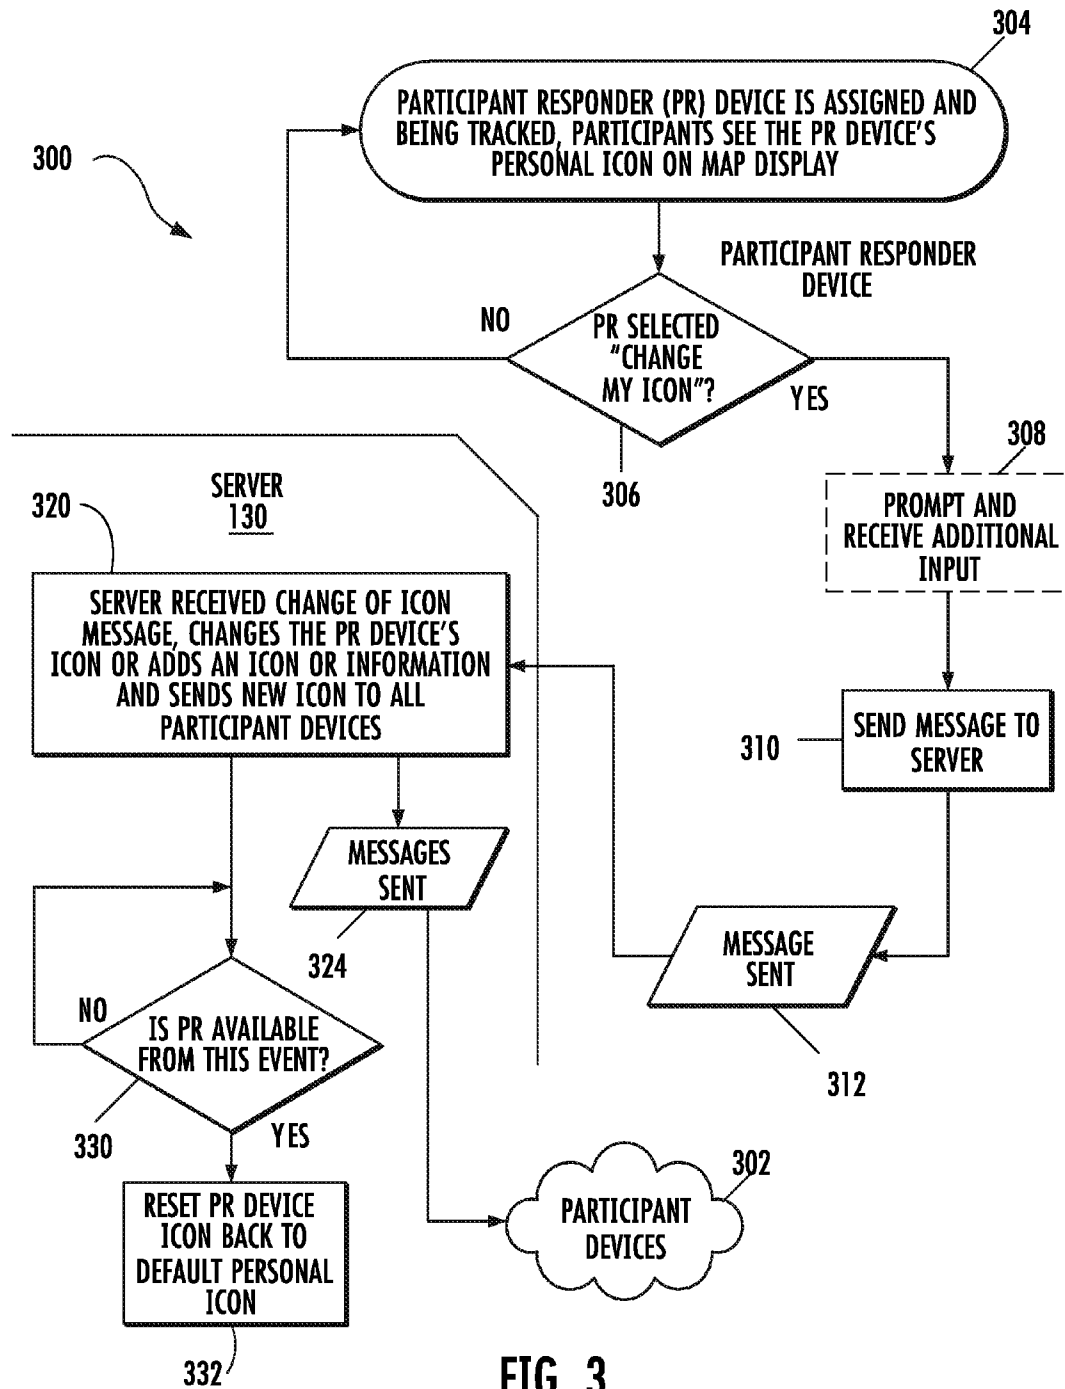 304
PARTICIPANT RESPONDER (PR) DEVICE IS ASSIGNED AND
BEING TRACKED, PARTICIPANTS SEE THE PR DEVICE'S
PERSONAL ICON ON MAP DISPLAY
300
PARTICIPANT RESPONDER
DEVICE
NO
PR SELECTED
"CHANGE
MY ICON"?
YES
306
308
PROMPT AND
RECEIVE ADDITIONAL
INPUT
SERVER
130
320
SERVER RECEIVED CHANGE OF ICON
MESSAGE, CHANGES THE PR DEVICE'S
ICON OR ADDS AN ICON OR INFORMATION
AND SENDS NEW ICON TO ALL
PARTICIPANT DEVICES
310
SEND MESSAGE TO
SERVER
MESSAGES
SENT
324
MESSAGE
SENT
312
NO
IS PR AVAILABLE
FROM THIS EVENT?
330
YES
302
PARTICIPANT
DEVICES
RESET PR DEVICE
ICON BACK TO
DEFAULT PERSONAL
ICON
332
FIG. 3